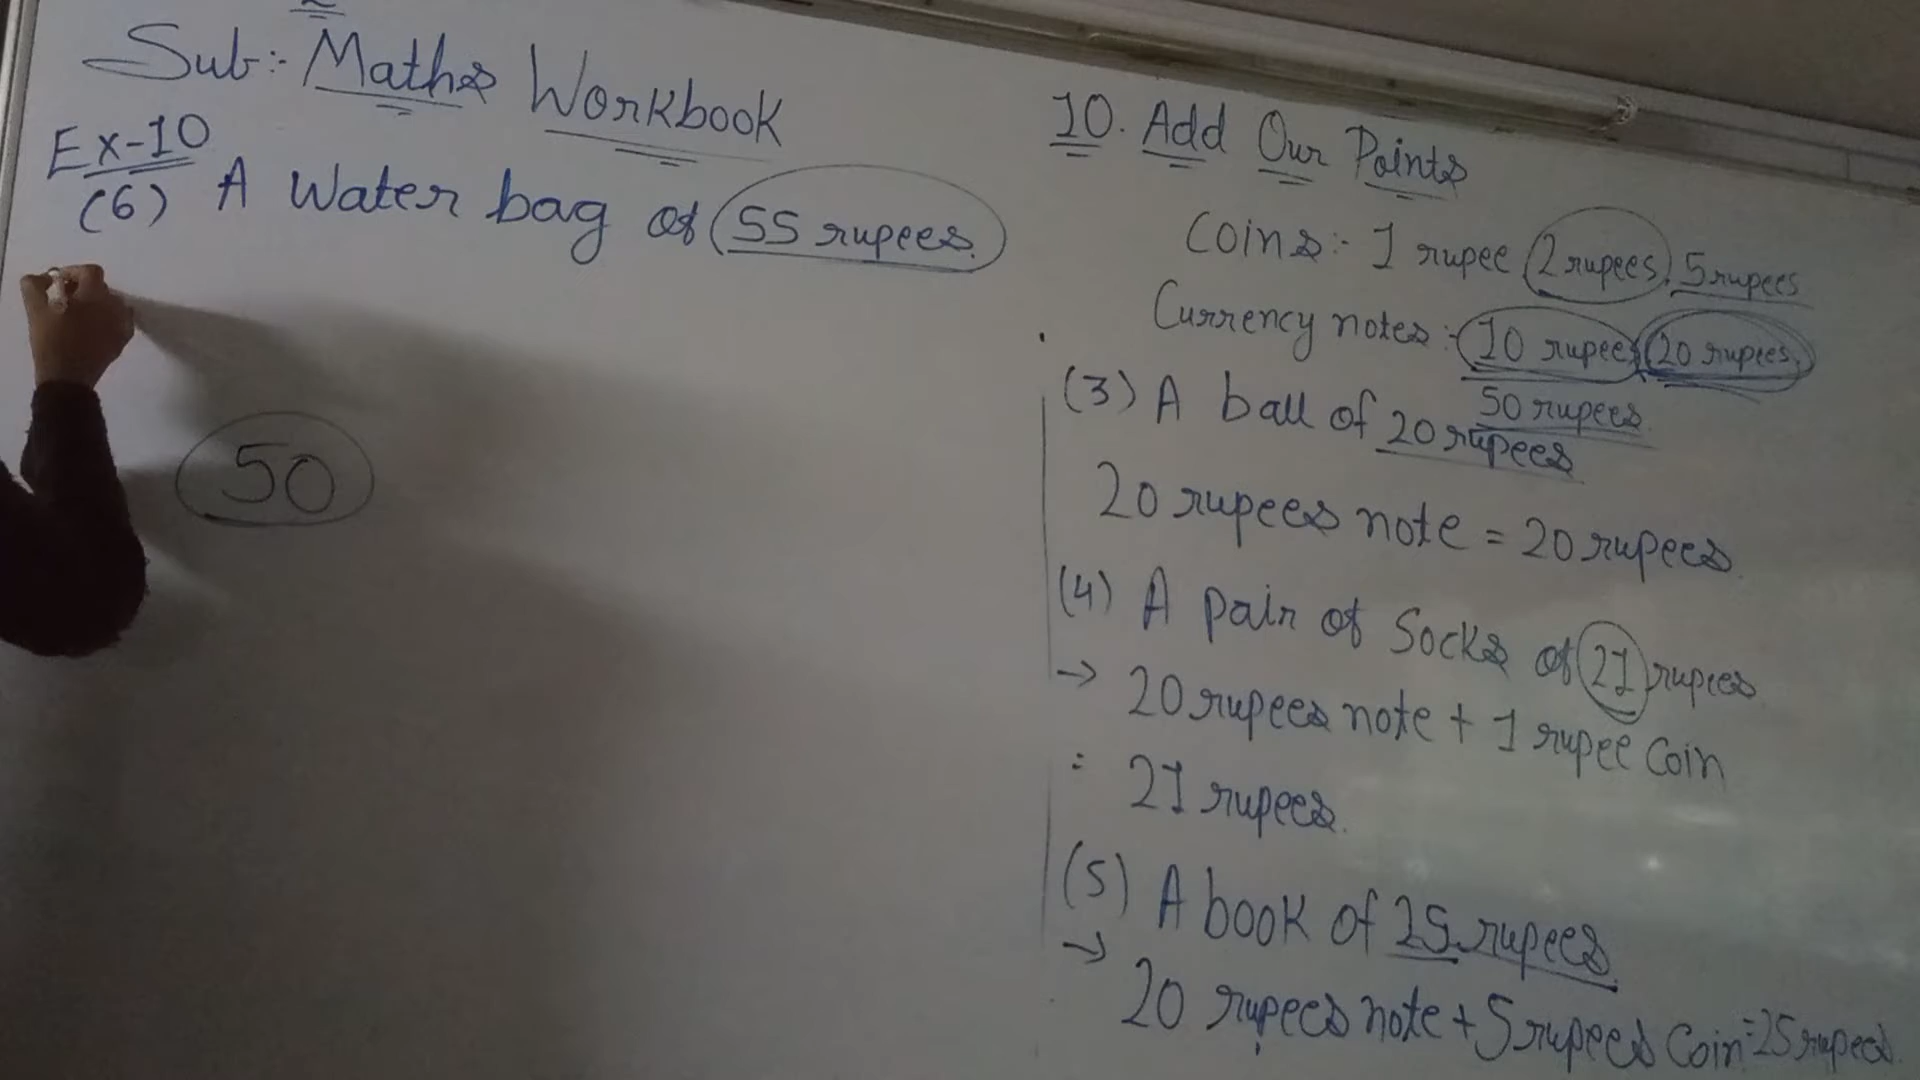 Sub:- Maths Workbook
Ex-10
(6) A Water bag of 55 rupees.
50
10. Add Our Points
Coins:- 1 rupee, 2 rupees, 5 rupees
Currency notes:- 10 rupees, 20 rupees,
50 rupees
(3) A ball of 20 rupees
20 rupees note = 20 rupees.
(4) A pair of Socks of 21 rupees
→ 20 rupees note + 1 rupee Coin
= 21 rupees.
(5) A book of 25 rupees.
→ 20 rupees note + 5 rupees Coin = 25 rupees.